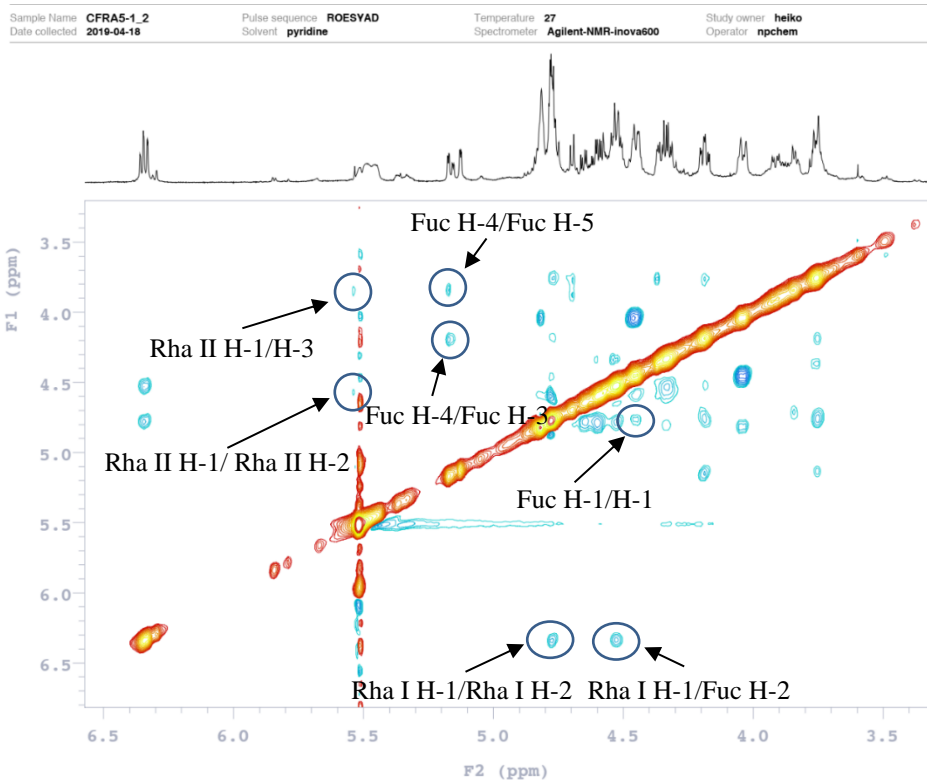 Sample Name CFRA5-1_2 Pulse sequence ROESYAD Temperature 27 Study owner heiko
Date collected 2019-04-18 Solvent pyridine Spectrometer Agilent-NMR-inova600 Operator npchem
Fuc H-4/Fuc H-5
3.5
4.0
Rha II H-1/H-3
4.5
Fuc H-4/Fuc H-3
Rha II H-1/ Rha II H-2
5.0
Fuc H-1/H-1
5.5
6.0
6.5
Rha I H-1/Rha I H-2 Rha I H-1/Fuc H-2
F1 (ppm)
6.5 6.0 5.5 5.0 4.5 4.0 3.5
F2 (ppm)